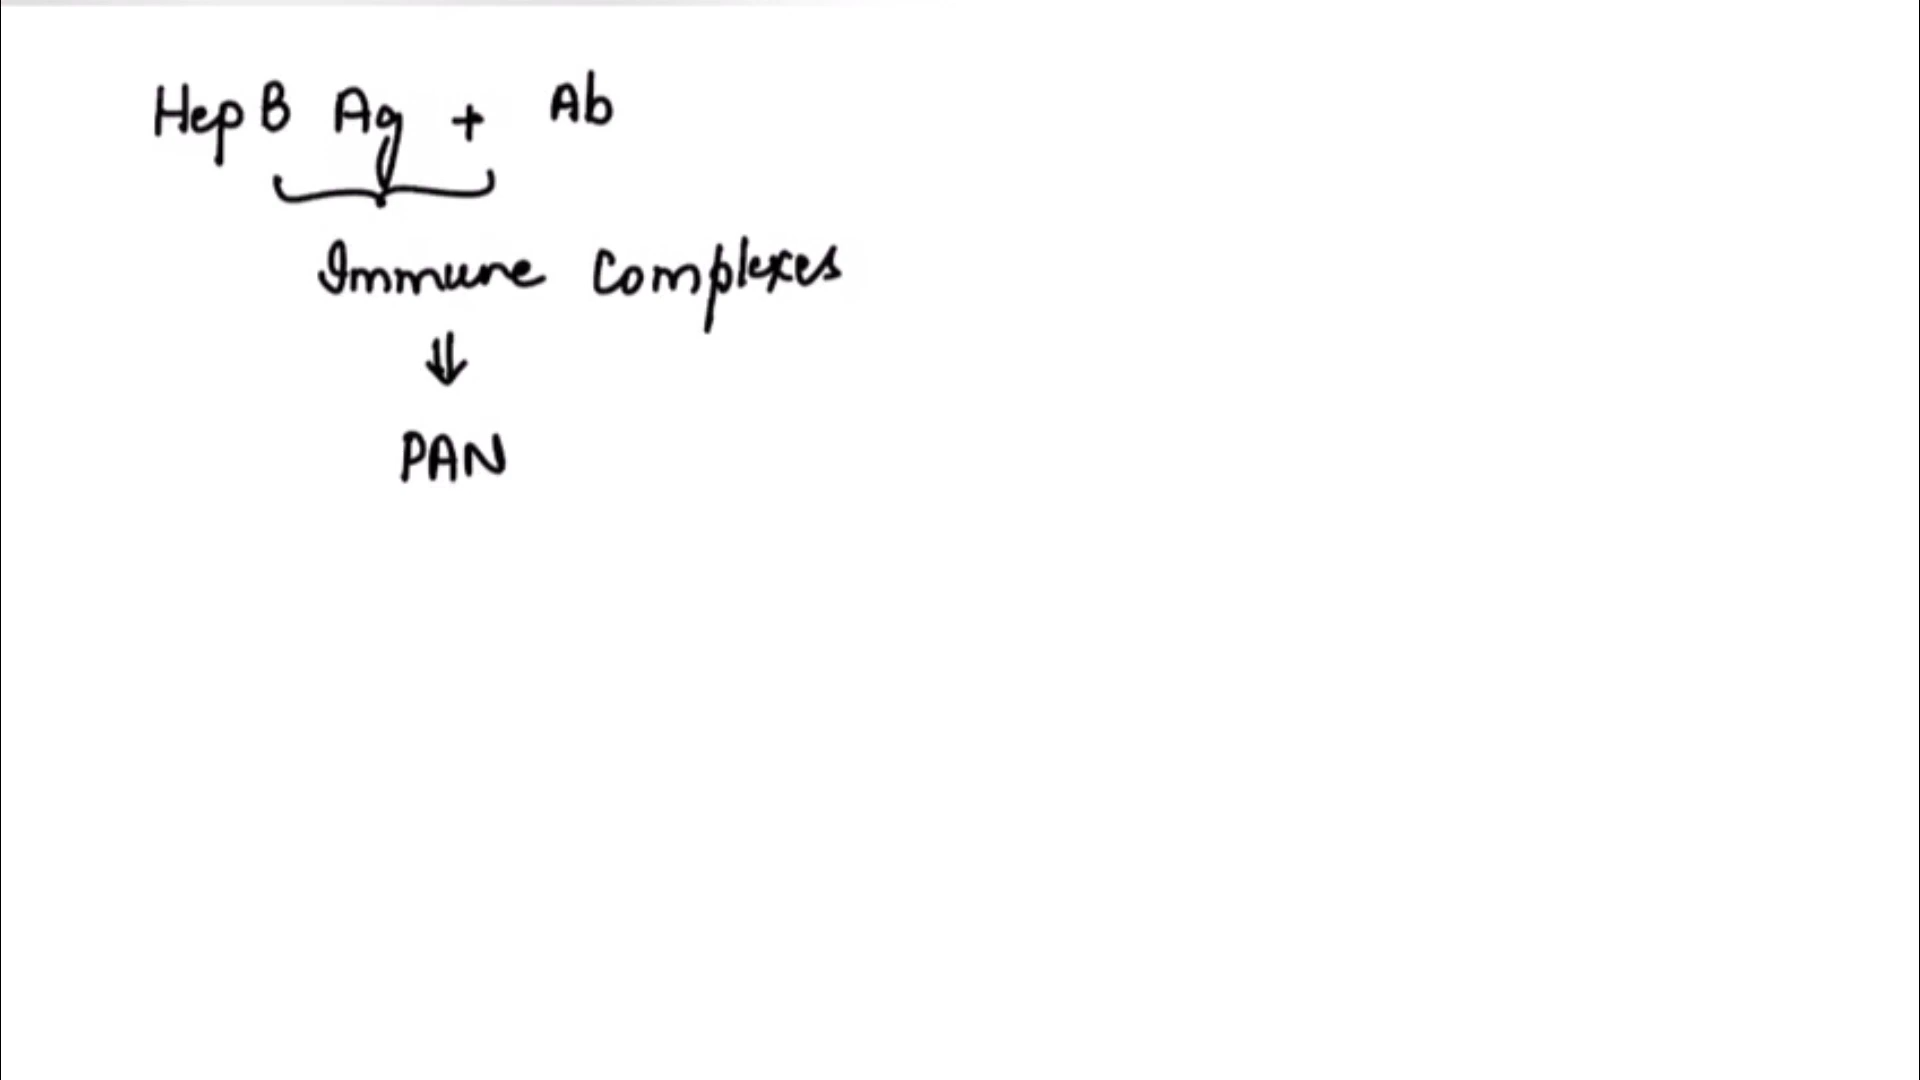 Hep B Ag + Ab
Immune Complexes
⇓
PAN